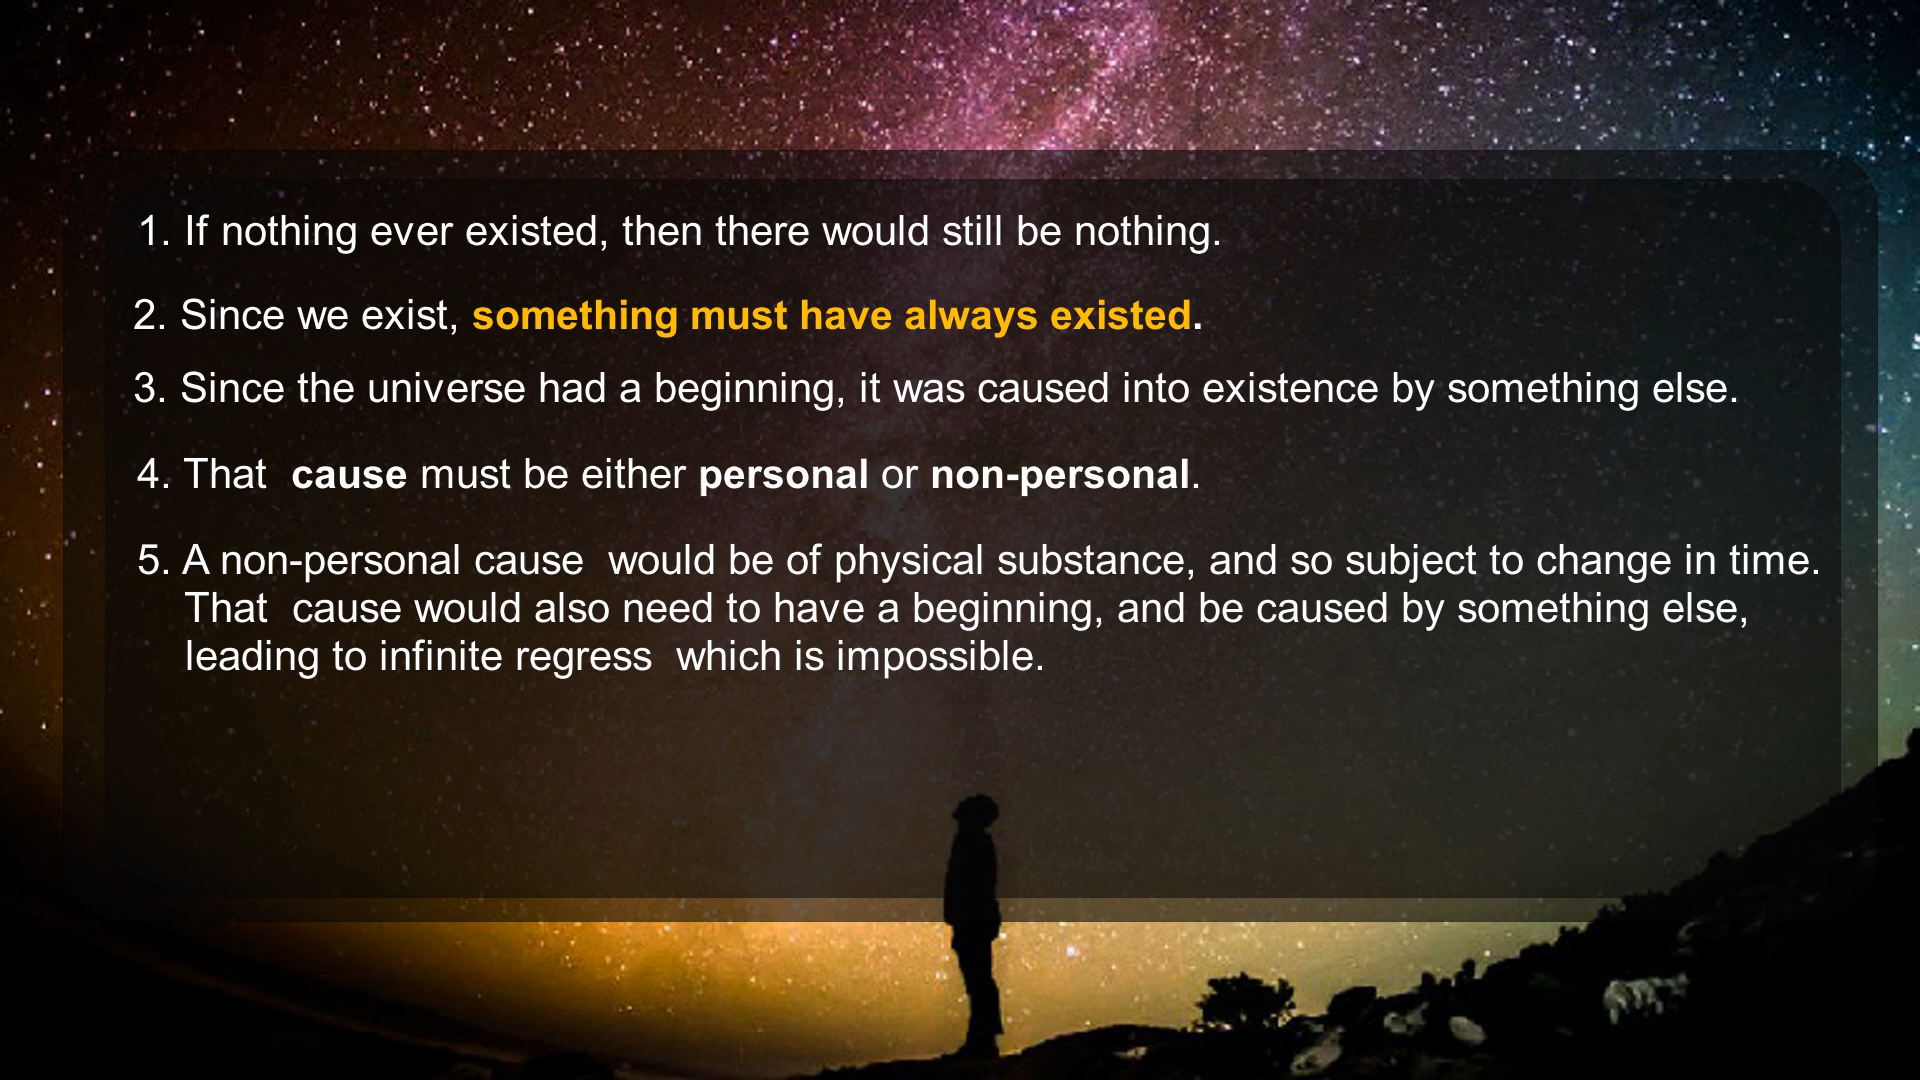 1. If nothing ever existed, then there would still be nothing.
2. Since we exist, something must have always existed.
3. Since the universe had a beginning, it was caused into existence by something else.
4. That  cause must be either personal or non-personal.
5. A non-personal cause  would be of physical substance, and so subject to change in time.
That  cause would also need to have a beginning, and be caused by something else,
leading to infinite regress  which is impossible.